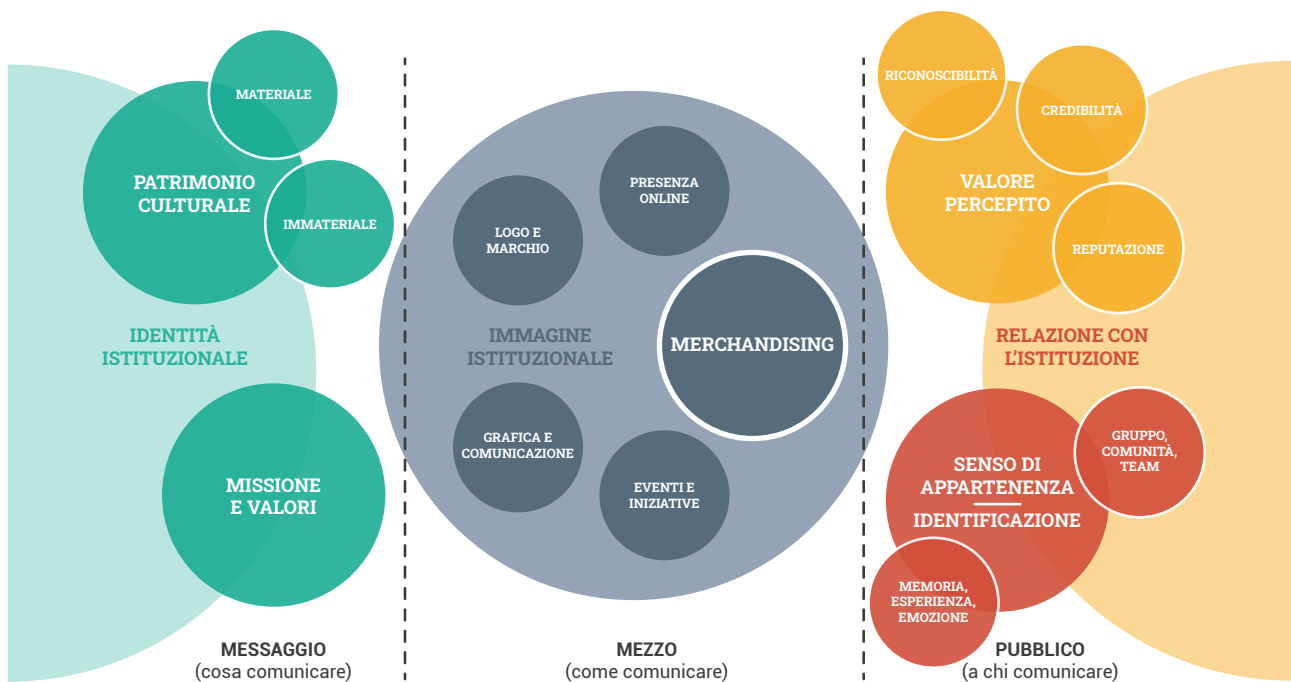 MATERIALE
PATRIMONIO
CULTURALE
IMMATERIALE
IDENTITÀ
ISTITUZIONALE
MISSIONE
E VALORI
MESSAGGIO
(cosa comunicare)
PRESENZA
ONLINE
LOGO E
MARCHIO
IMMAGINE
ISTITUZIONALE
MERCHANDISING
GRAFICA E
COMUNICAZIONE
EVENTI E
INIZIATIVE
MEZZO
(come comunicare)
RICONOSCIBILITÀ
CREDIBILITÀ
VALORE
PERCEPITO
REPUTAZIONE
RELAZIONE CON
L'ISTITUZIONE
GRUPPO,
COMUNITÀ,
TEAM
SENSO DI
APPARTENENZA
IDENTIFICAZIONE
MEMORIA,
ESPERIENZA,
EMOZIONE
PUBBLICO
(a chi comunicare)